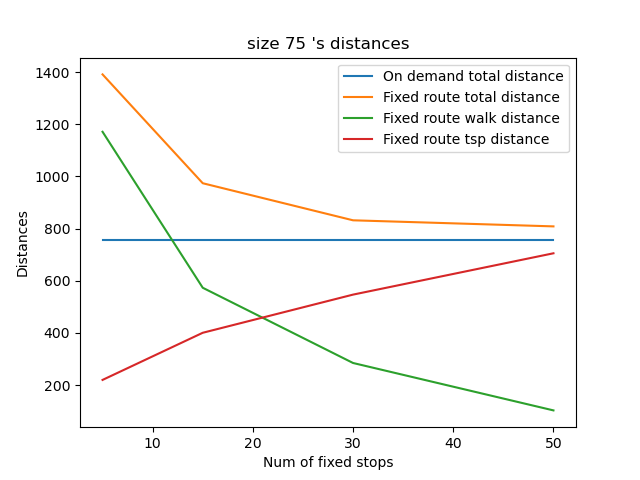 size 75 's distances
On demand total distance
Fixed route total distance
Fixed route walk distance
Fixed route tsp distance
Distances
1400
1200
1000
800
600
400
200
10 20 30 40 50
Num of fixed stops